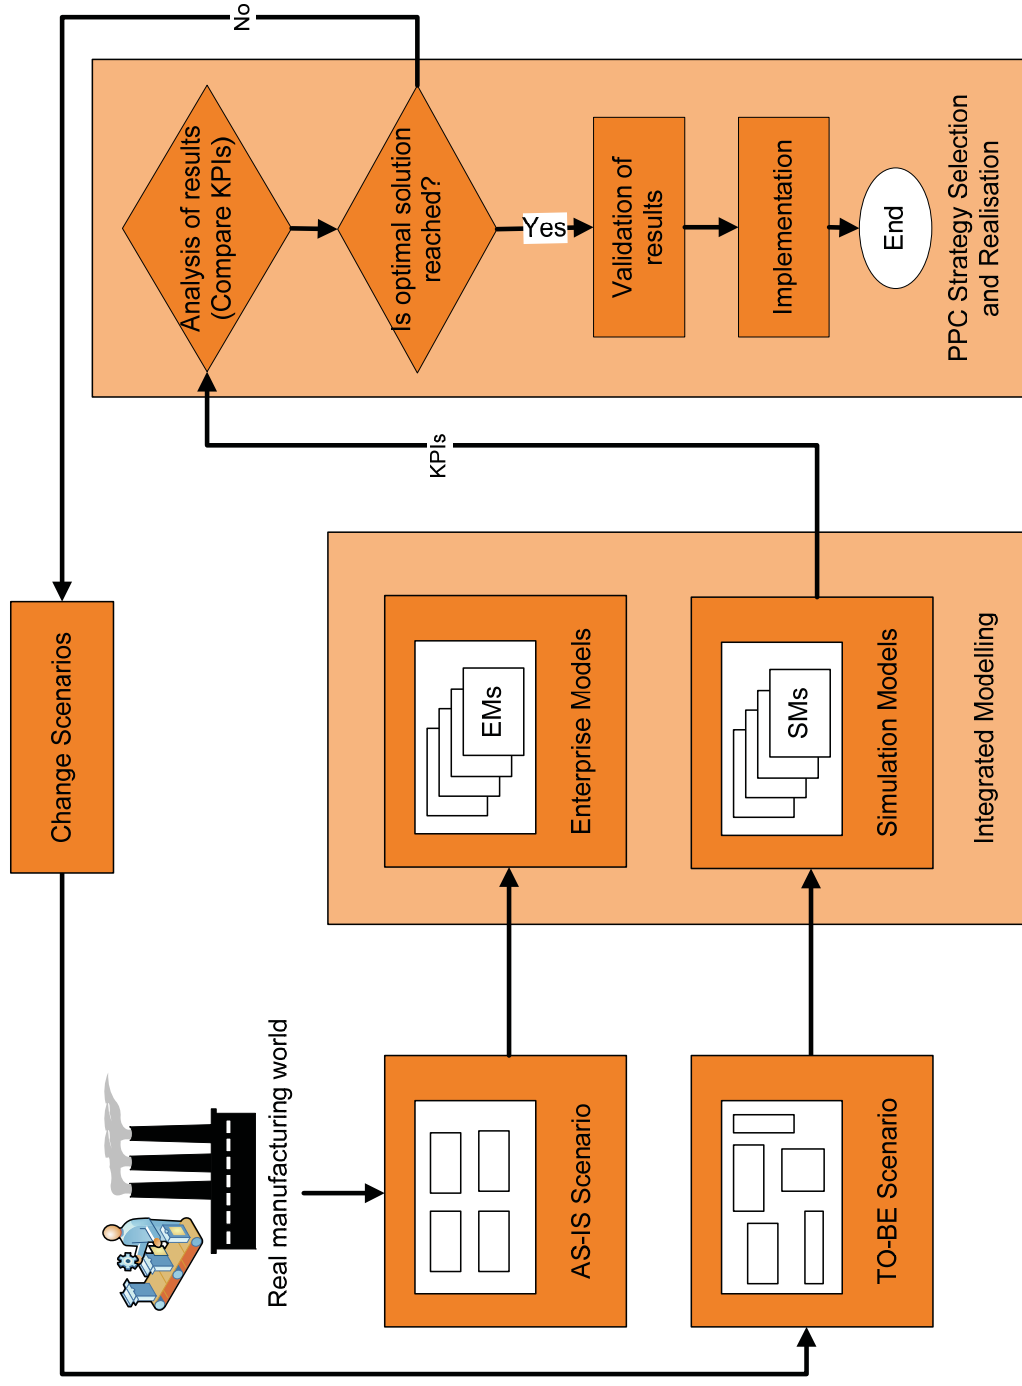 No
Change Scenarios
Analysis of results
(Compare KPIs)
Is optimal solution
reached?
Yes
Validation of
results
Implementation
End
PPC Strategy Selection
and Realisation
KPIs
EMs
Enterprise Models
SMs
Simulation Models
Integrated Modelling
Real manufacturing world
AS-IS Scenario
TO-BE Scenario